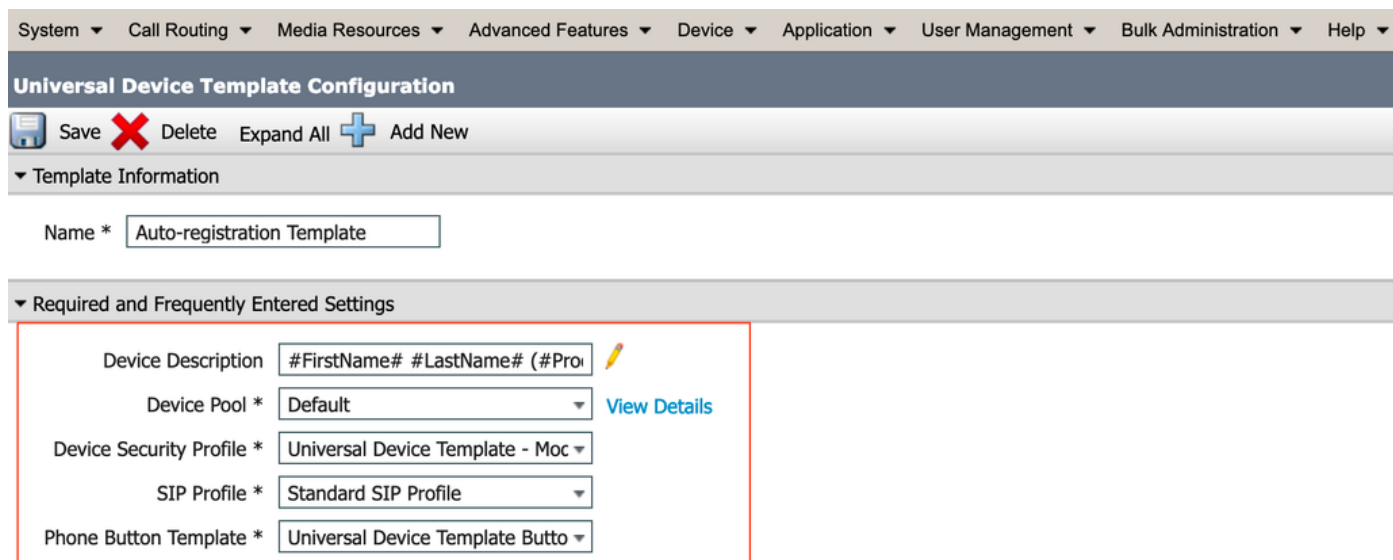 System Call Routing Media Resources Advanced Features Device Application User Management Bulk Administration Help
Universal Device Template Configuration
Save Delete Expand All Add New
Template Information
Name * Auto-registration Template
Required and Frequently Entered Settings
Device Description #FirstName# #LastName# (#Pro
Device Pool * Default View Details
Device Security Profile * Universal Device Template - Moc
SIP Profile * Standard SIP Profile
Phone Button Template * Universal Device Template Butto